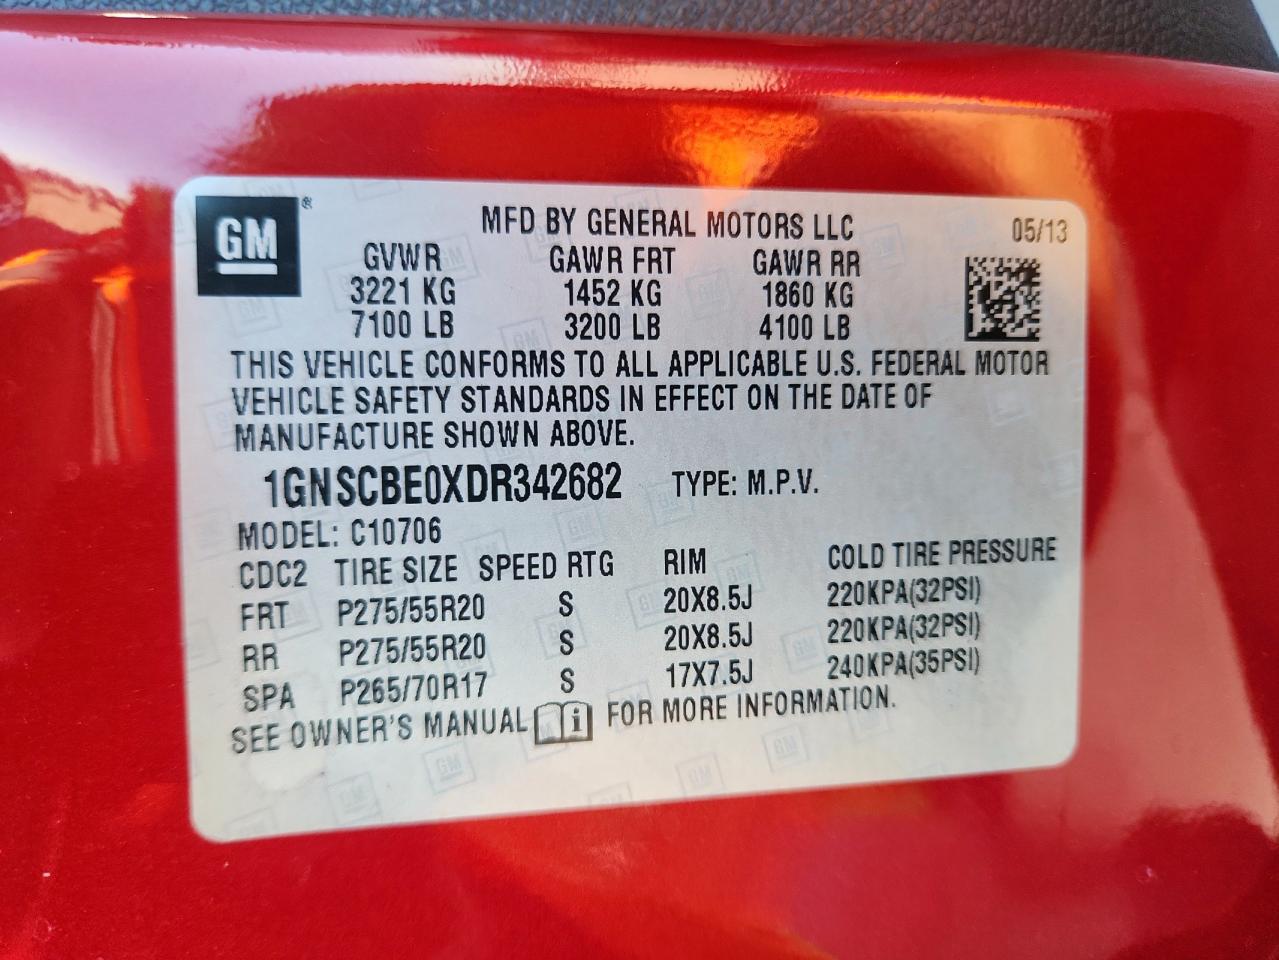 GM®
MFD BY GENERAL MOTORS LLC 05/13
GVWR GAWR FRT GAWR RR
3221 KG 1452 KG 1860 KG
7100 LB 3200 LB 4100 LB
THIS VEHICLE CONFORMS TO ALL APPLICABLE U.S. FEDERAL MOTOR
VEHICLE SAFETY STANDARDS IN EFFECT ON THE DATE OF
MANUFACTURE SHOWN ABOVE.
1GNSCBE0XDR342682 TYPE: M.P.V.
MODEL: C10706
CDC2 TIRE SIZE SPEED RTG RIM COLD TIRE PRESSURE
FRT P275/55R20 S 20X8.5J 220KPA(32PSI)
RR P275/55R20 S 20X8.5J 220KPA(32PSI)
SPA P265/70R17 S 17X7.5J 240KPA(35PSI)
SEE OWNER'S MANUAL i FOR MORE INFORMATION.